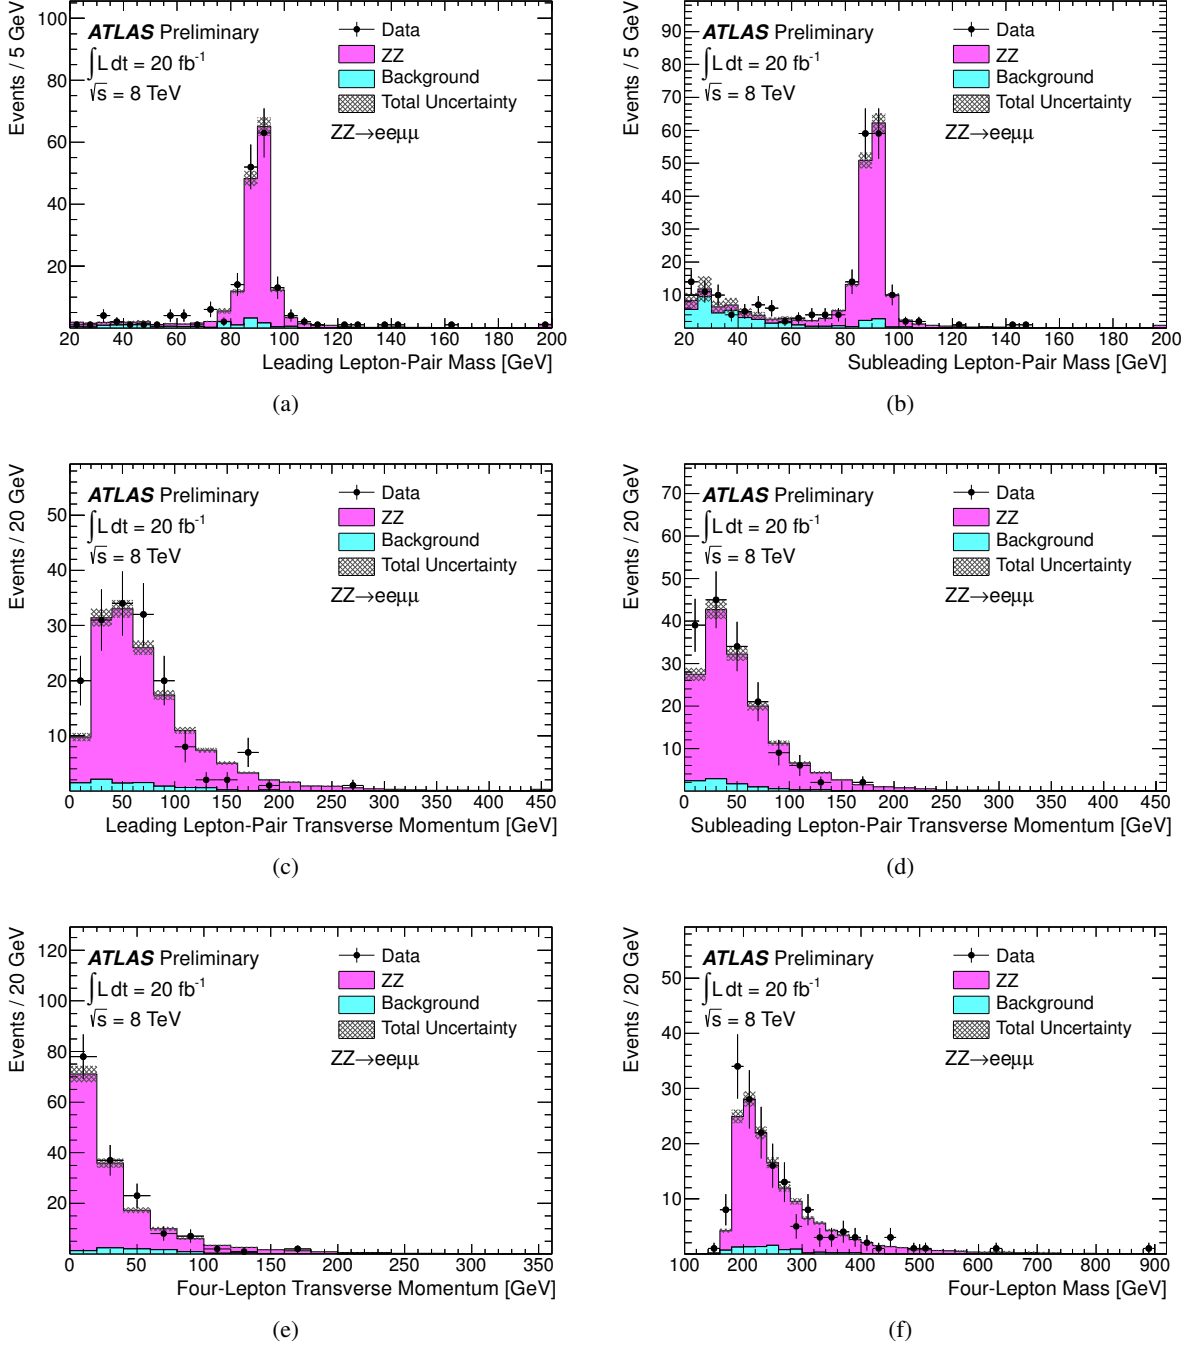 Events / 5 GeV
100
80
60
40
20
ATLAS Preliminary
∫L dt = 20 fb⁻¹
√s = 8 TeV
Data
ZZ
Background
Total Uncertainty
ZZ→eeμμ
20 40 60 80 100 120 140 160 180 200
Leading Lepton-Pair Mass [GeV]
(a)
Events / 5 GeV
90
80
70
60
50
40
30
20
10
ATLAS Preliminary
∫L dt = 20 fb⁻¹
√s = 8 TeV
Data
ZZ
Background
Total Uncertainty
ZZ→eeμμ
20 40 60 80 100 120 140 160 180 200
Subleading Lepton-Pair Mass [GeV]
(b)
Events / 20 GeV
50
40
30
20
10
ATLAS Preliminary
∫L dt = 20 fb⁻¹
√s = 8 TeV
Data
ZZ
Background
Total Uncertainty
ZZ→eeμμ
0 50 100 150 200 250 300 350 400 450
Leading Lepton-Pair Transverse Momentum [GeV]
(c)
Events / 20 GeV
70
60
50
40
30
20
10
ATLAS Preliminary
∫L dt = 20 fb⁻¹
√s = 8 TeV
Data
ZZ
Background
Total Uncertainty
ZZ→eeμμ
0 50 100 150 200 250 300 350 400 450
Subleading Lepton-Pair Transverse Momentum [GeV]
(d)
Events / 20 GeV
120
100
80
60
40
20
ATLAS Preliminary
∫L dt = 20 fb⁻¹
√s = 8 TeV
Data
ZZ
Background
Total Uncertainty
ZZ→eeμμ
0 50 100 150 200 250 300 350
Four-Lepton Transverse Momentum [GeV]
(e)
Events / 20 GeV
50
40
30
20
10
ATLAS Preliminary
∫L dt = 20 fb⁻¹
√s = 8 TeV
Data
ZZ
Background
Total Uncertainty
ZZ→eeμμ
100 200 300 400 500 600 700 800 900
Four-Lepton Mass [GeV]
(f)